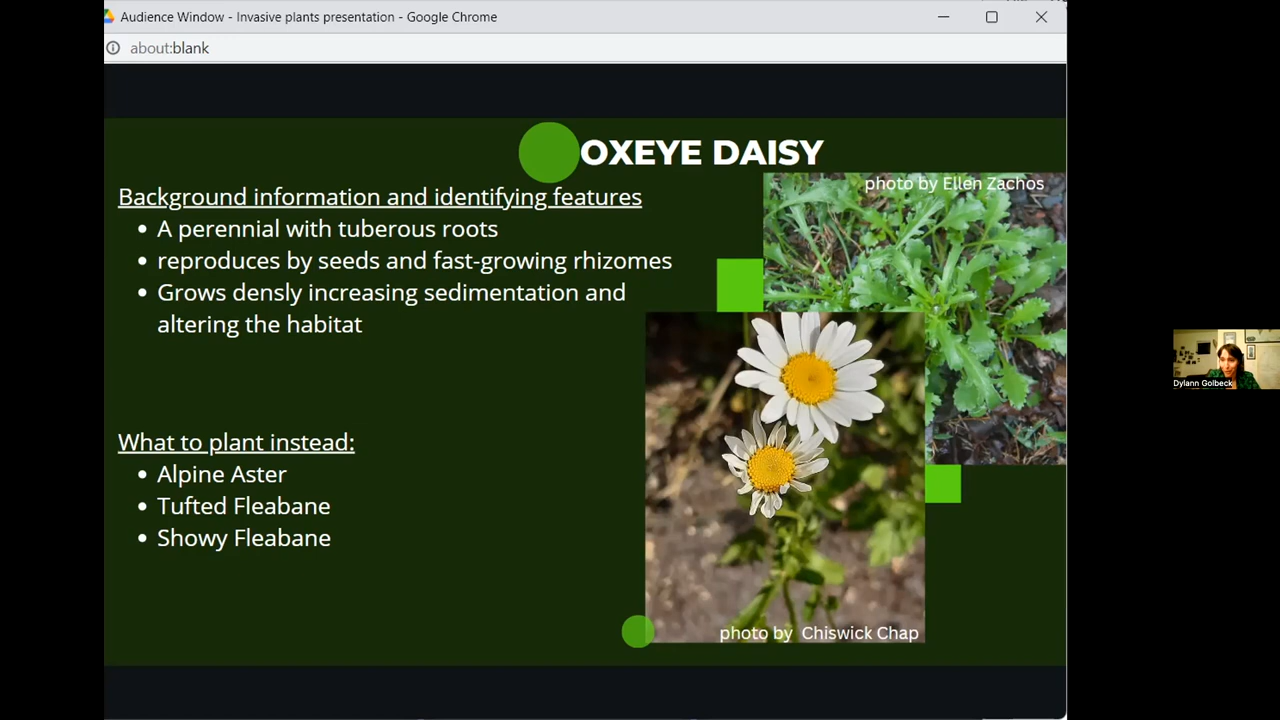 Audience Window - Invasive plants presentation - Google Chrome
about:blank
OXEYE DAISY
photo by Ellen Zachos
Background information and identifying features
• A perennial with tuberous roots
• reproduces by seeds and fast-growing rhizomes
• Grows densly increasing sedimentation and
altering the habitat
What to plant instead:
• Alpine Aster
• Tufted Fleabane
• Showy Fleabane
photo by Chiswick Chap
Dylann Golbeck